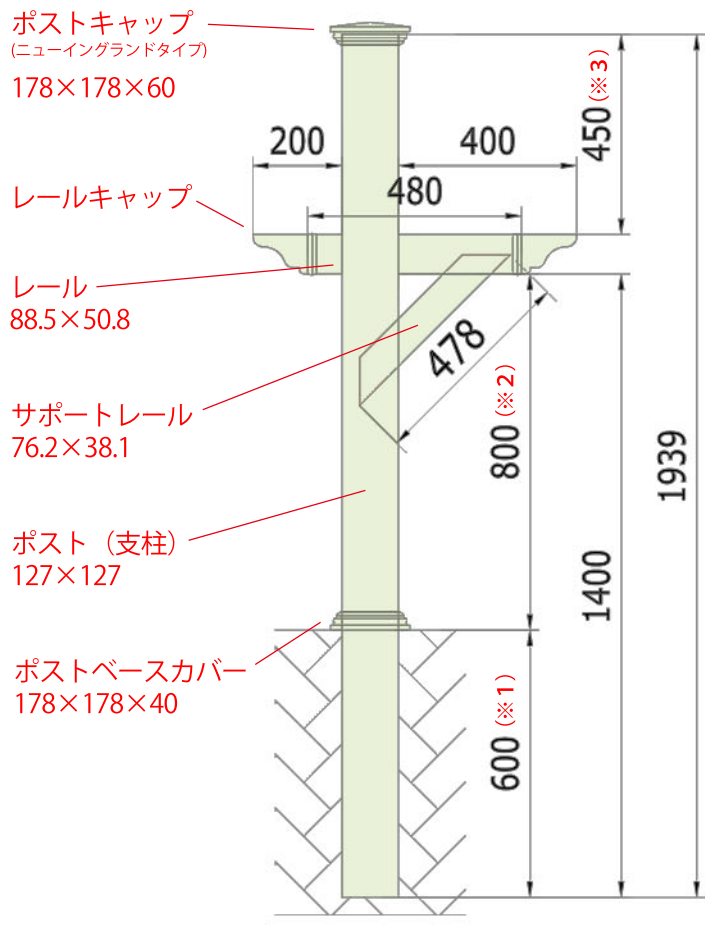 ポストキャップ
(ニューイングランドタイプ)
178×178×60
200
400
480
450(※3)
レールキャップ
レール
88.5×50.8
478
サポートレール
76.2×38.1
800(※2)
1939
ポスト（支柱）
127×127
1400
ポストベースカバー
178×178×40
600(※1)